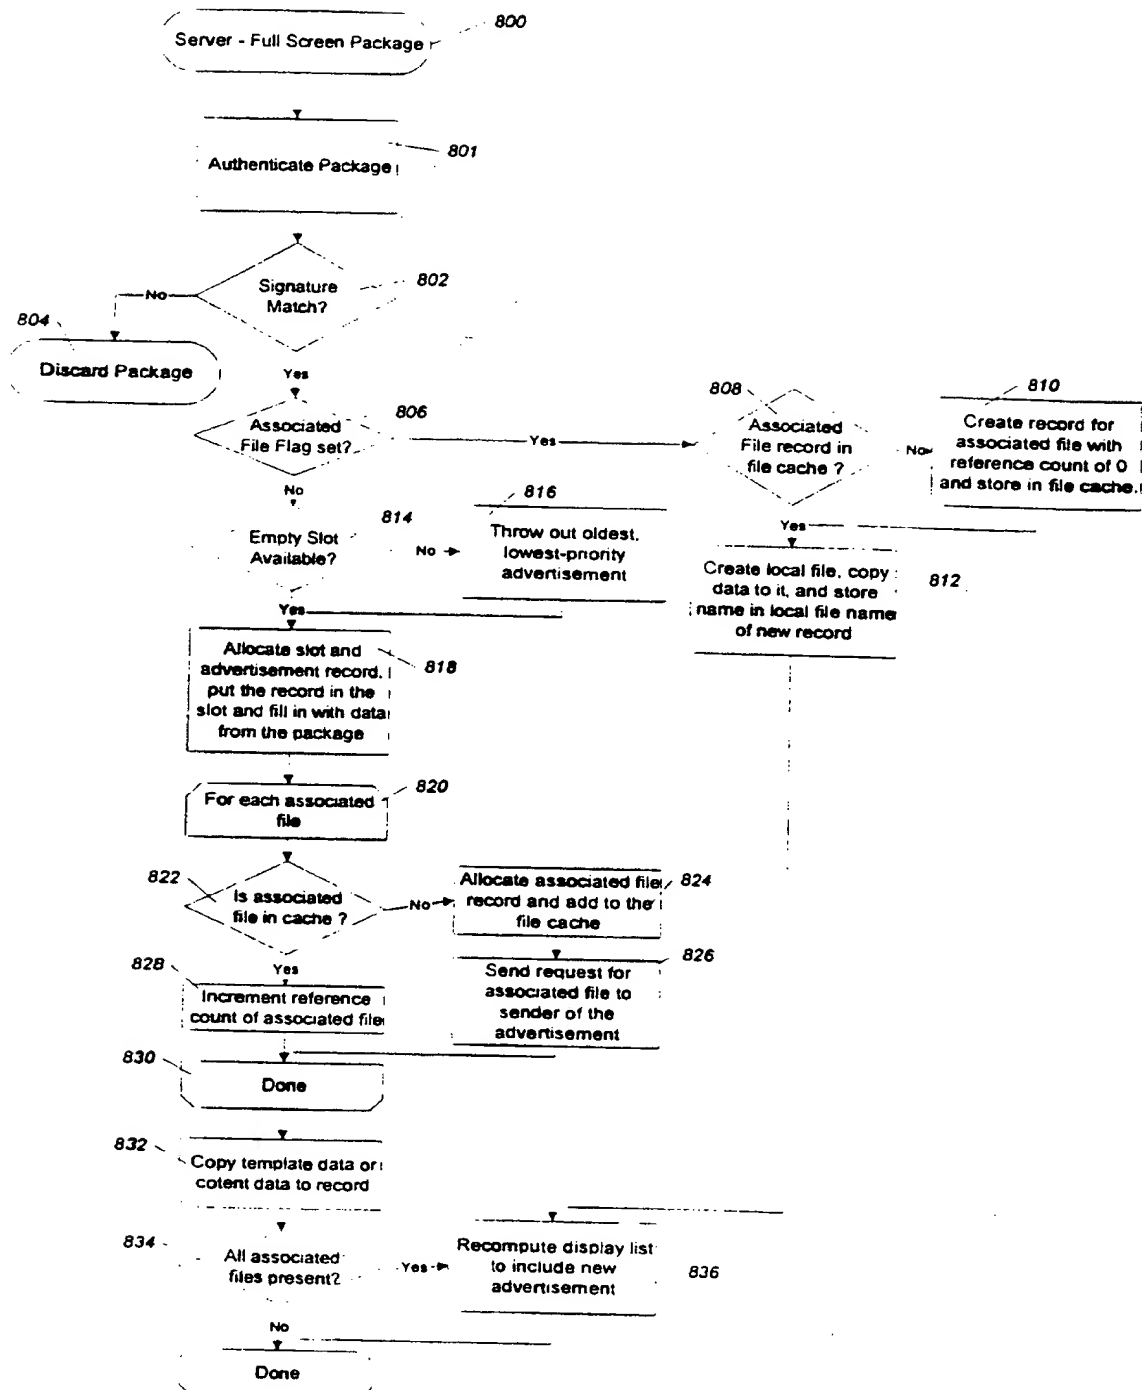 800
Server - Full Screen Package
801
Authenticate Package
802
Signature
Match?
No
804
Discard Package
Yes
806
Associated
File Flag set?
Yes
808
Associated
File record in
file cache ?
No
810
Create record for
associated file with
reference count of 0
and store in file cache.
No
814
Empty Slot
Available?
No
816
Throw out oldest,
lowest-priority
advertisement
Yes
Create local file, copy
data to it, and store
name in local file name
of new record
812
Yes
Allocate slot and
advertisement record,
put the record in the
slot and fill in with data
from the package
818
820
For each associated
file
822
Is associated
file in cache ?
No
Allocate associated file
record and add to the
file cache
824
Yes
826
Send request for
associated file to
sender of the
advertisement
828
Increment reference
count of associated file
830
Done
832
Copy template data or
cotent data to record
834
All associated
files present?
Yes
Recompute display list
to include new
advertisement
836
No
Done